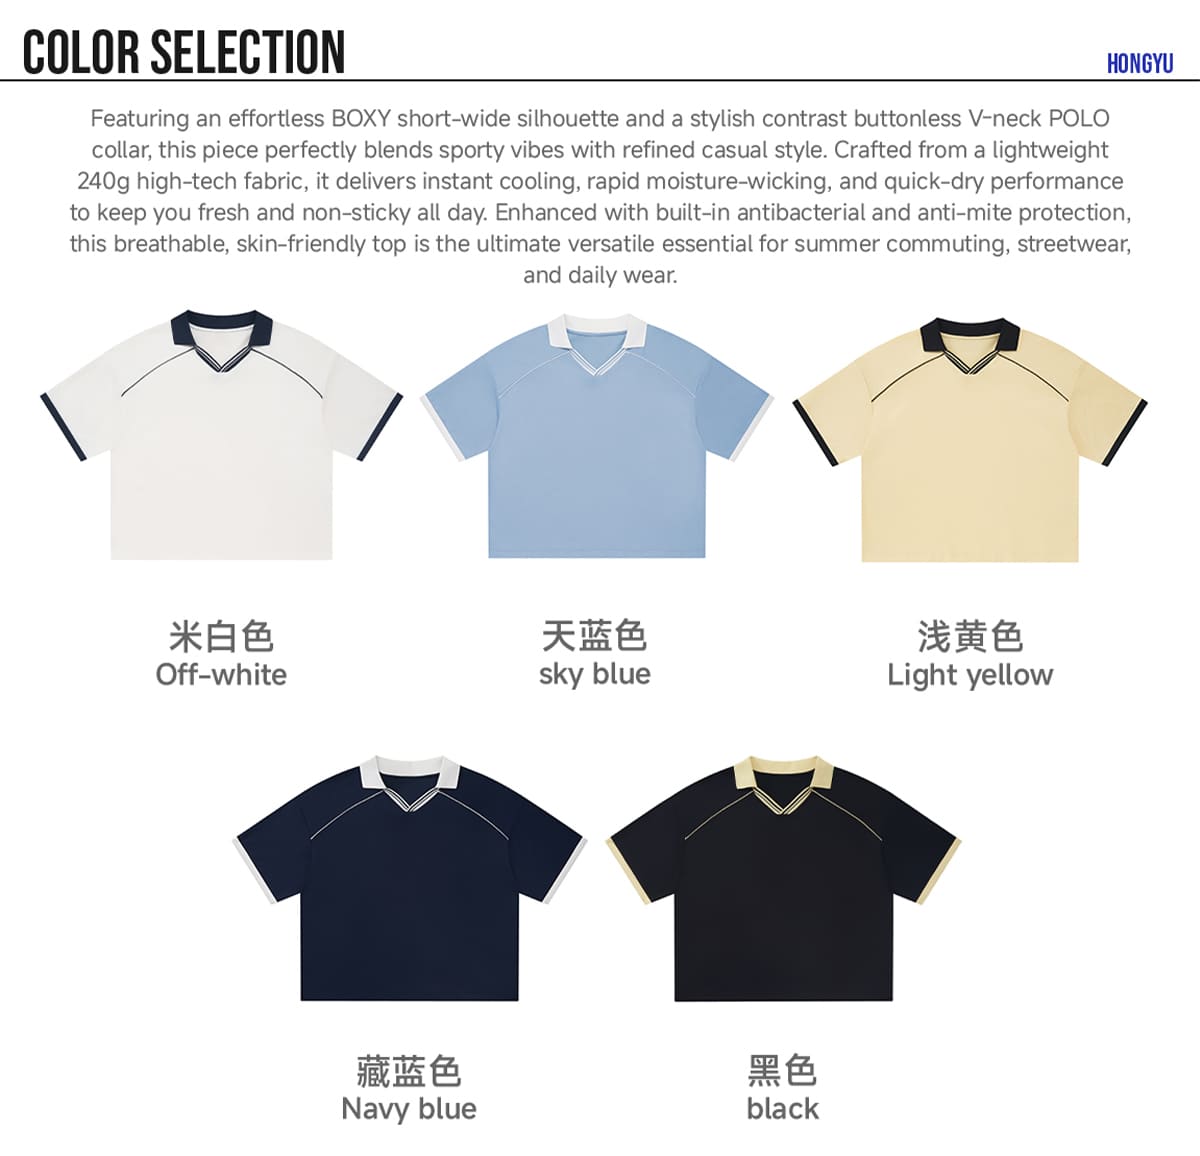 COLOR SELECTION
HONGYU
Featuring an effortless BOXY short-wide silhouette and a stylish contrast buttonless V-neck POLO
collar, this piece perfectly blends sporty vibes with refined casual style. Crafted from a lightweight
240g high-tech fabric, it delivers instant cooling, rapid moisture-wicking, and quick-dry performance
to keep you fresh and non-sticky all day. Enhanced with built-in antibacterial and anti-mite protection,
this breathable, skin-friendly top is the ultimate versatile essential for summer commuting, streetwear,
and daily wear.
米白色
Off-white
天蓝色
sky blue
浅黄色
Light yellow
藏蓝色
Navy blue
黑色
black